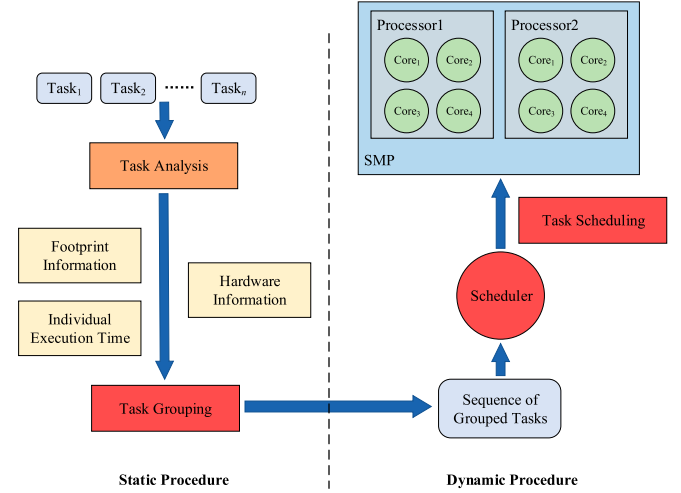 Task1 Task2 ······ Taskn
Task Analysis
Footprint
Information
Hardware
Information
Individual
Execution Time
Task Grouping
Static Procedure
Processor1
Core1 Core2
Core3 Core4
Processor2
Core1 Core2
Core3 Core4
SMP
Task Scheduling
Scheduler
Sequence of
Grouped Tasks
Dynamic Procedure